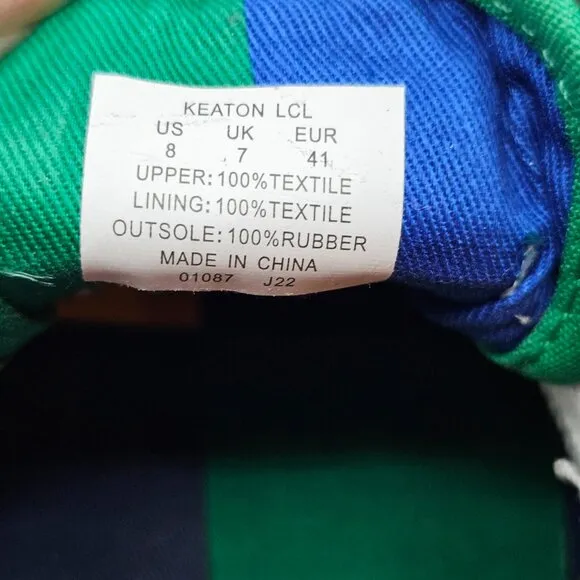 KEATON LCL
US UK EUR
8 7 41
UPPER:100%TEXTILE
LINING:100%TEXTILE
OUTSOLE:100%RUBBER
MADE IN CHINA
01087 J22